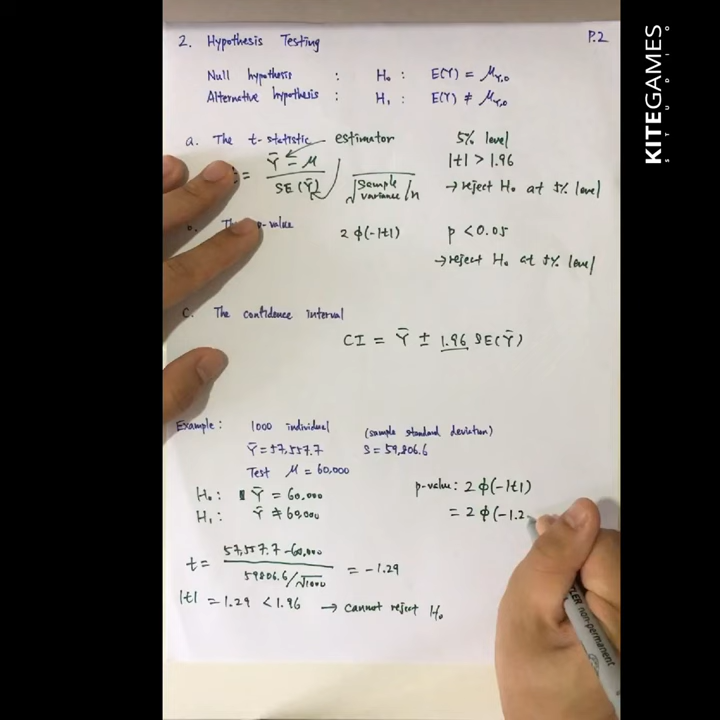 2. Hypothesis Testing P.2
Null hypothesis : H₀ : E(Y) = μY,0
Alternative hypothesis : H₁ : E(Y) ≠ μY,0
a. The t-statistic estimator 5% level
= Ȳ - μ / SE(Ȳ) √sample variance/n |t| > 1.96
→ reject H₀ at 5% level
p-value 2 Φ(-|t|) p < 0.05
→ reject H₀ at 5% level
C. The confidence interval
CI = Ȳ ± 1.96 SE(Ȳ)
Example: 1000 individual (sample standard deviation)
Ȳ = 57,557.7 S = 59,806.6
Test μ = 60,000
H₀: Ȳ = 60,000
H₁: Ȳ ≠ 60,000
p-value: 2 Φ(-|t|)
= 2 Φ(-1.2
t = 57,557.7-60,000 / 59806.6/√1000 = -1.29
|t| = 1.29 < 1.96 → cannot reject H₀
KITEGAMES
STUDIO